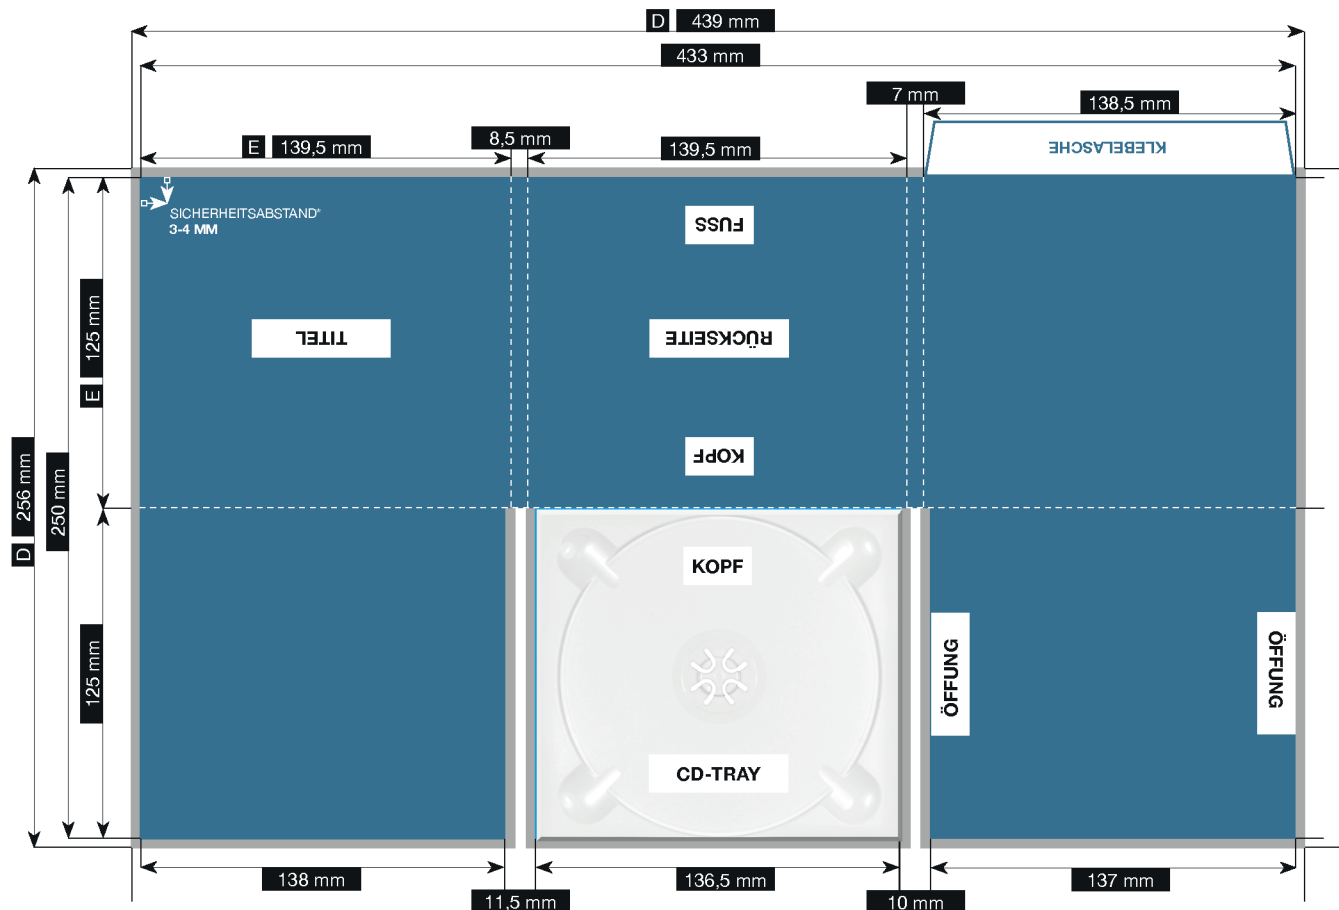 D 439 mm
433 mm
7 mm
138,5 mm
8,5 mm
E 139,5 mm
139,5 mm
KLEBELASCHE
SICHERHEITSABSTAND*
3-4 MM
FUSS
TITEL
RÜCKSEITE
KOPF
E 125 mm
D 256 mm
250 mm
125 mm
KOPF
CD-TRAY
ÖFFUNG
ÖFFUNG
138 mm
11,5 mm
136,5 mm
10 mm
137 mm